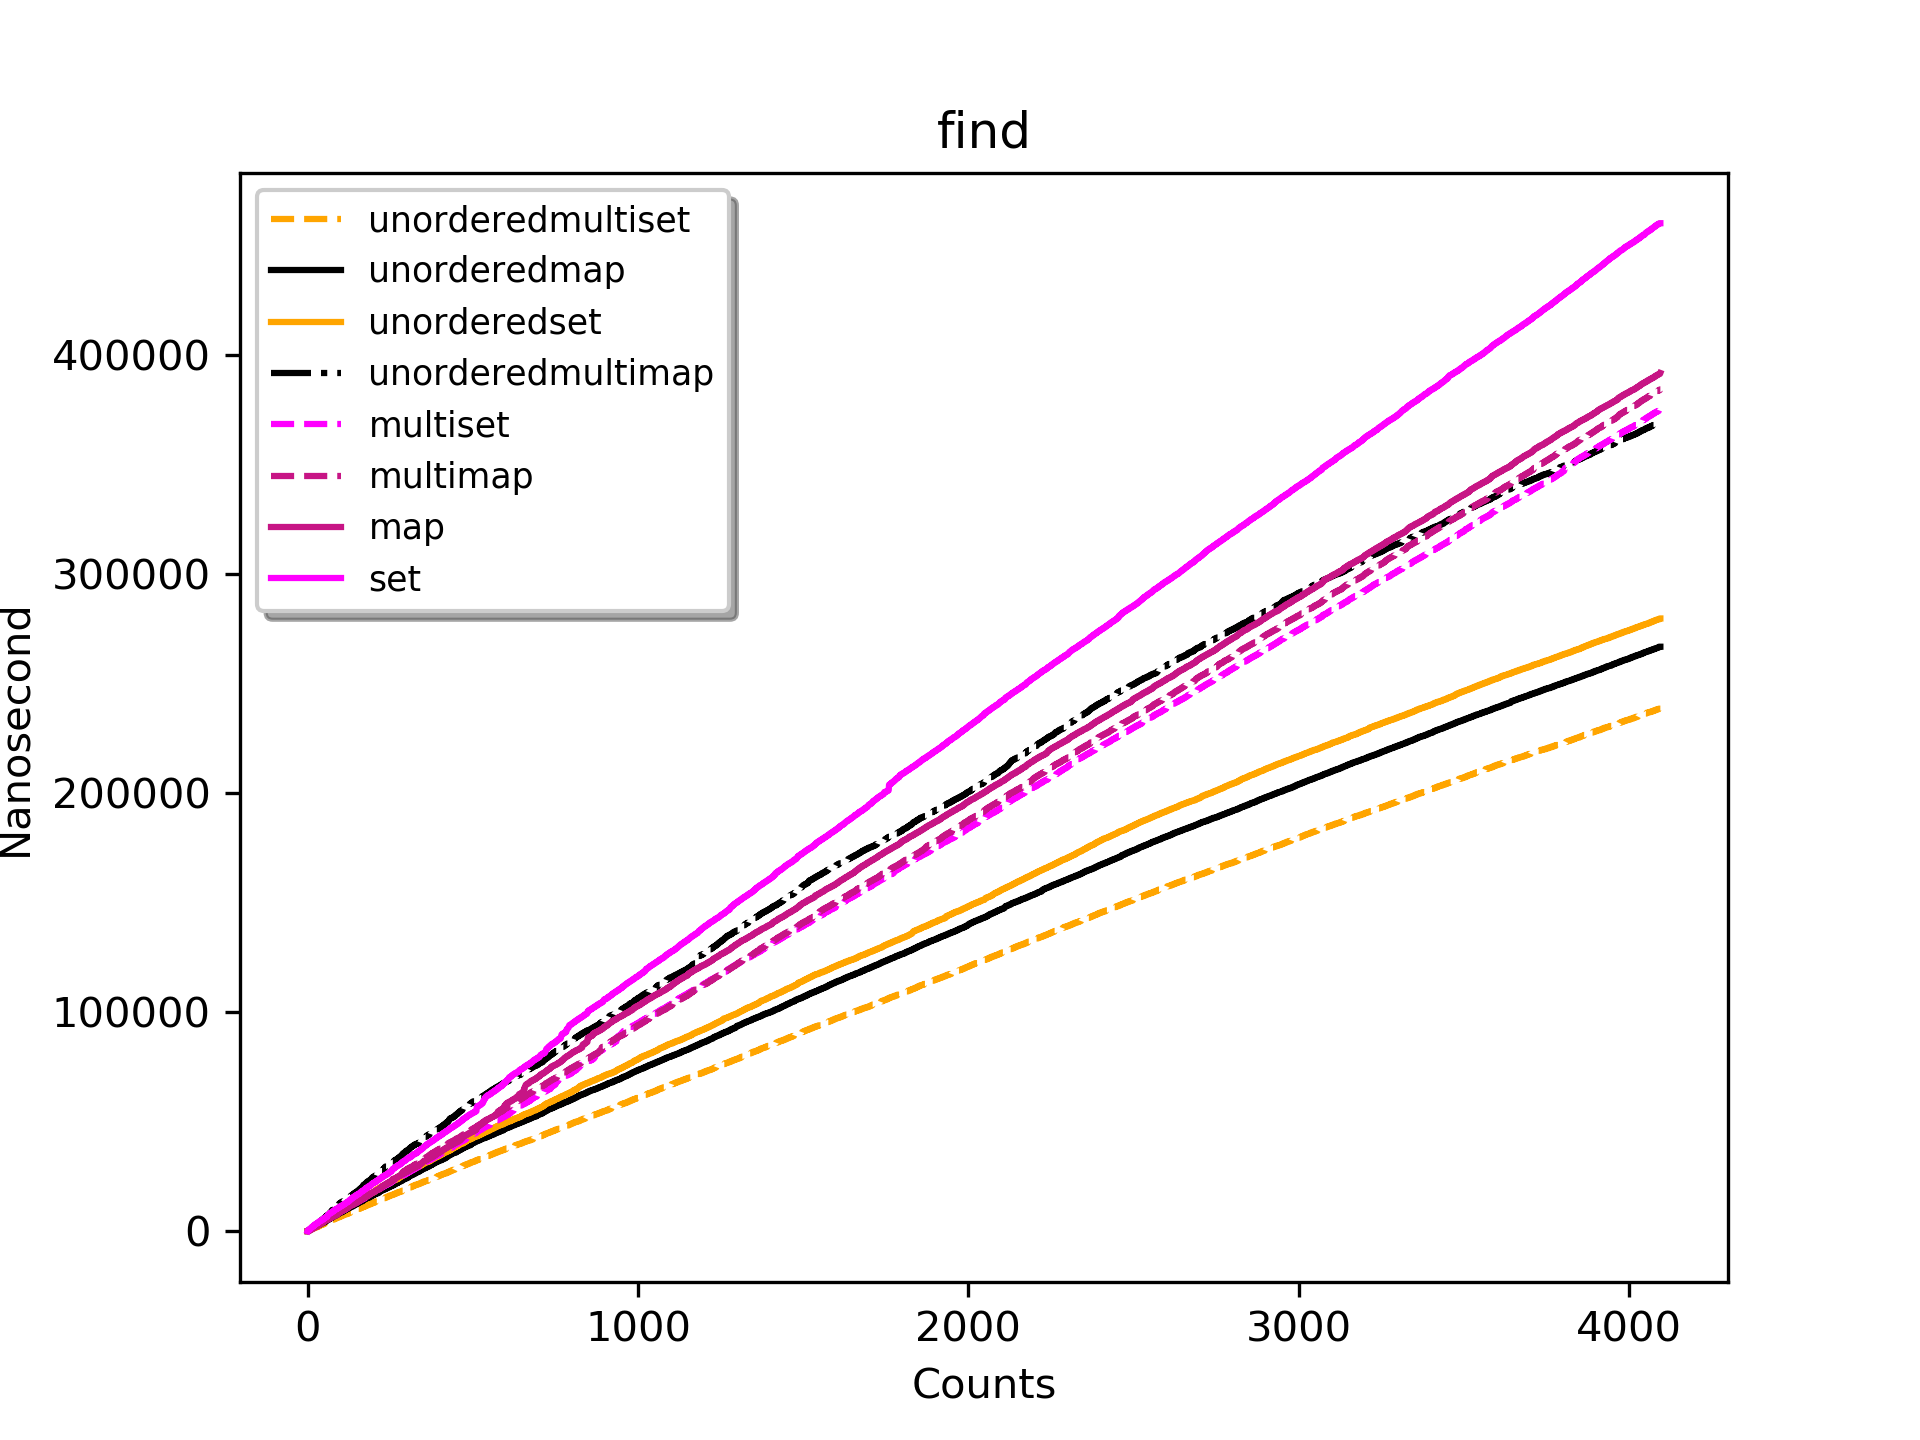 find
unorderedmultiset
unorderedmap
unorderedset
unorderedmultimap
multiset
multimap
map
set
400000
300000
200000
100000
0
Nanosecond
0 1000 2000 3000 4000
Counts